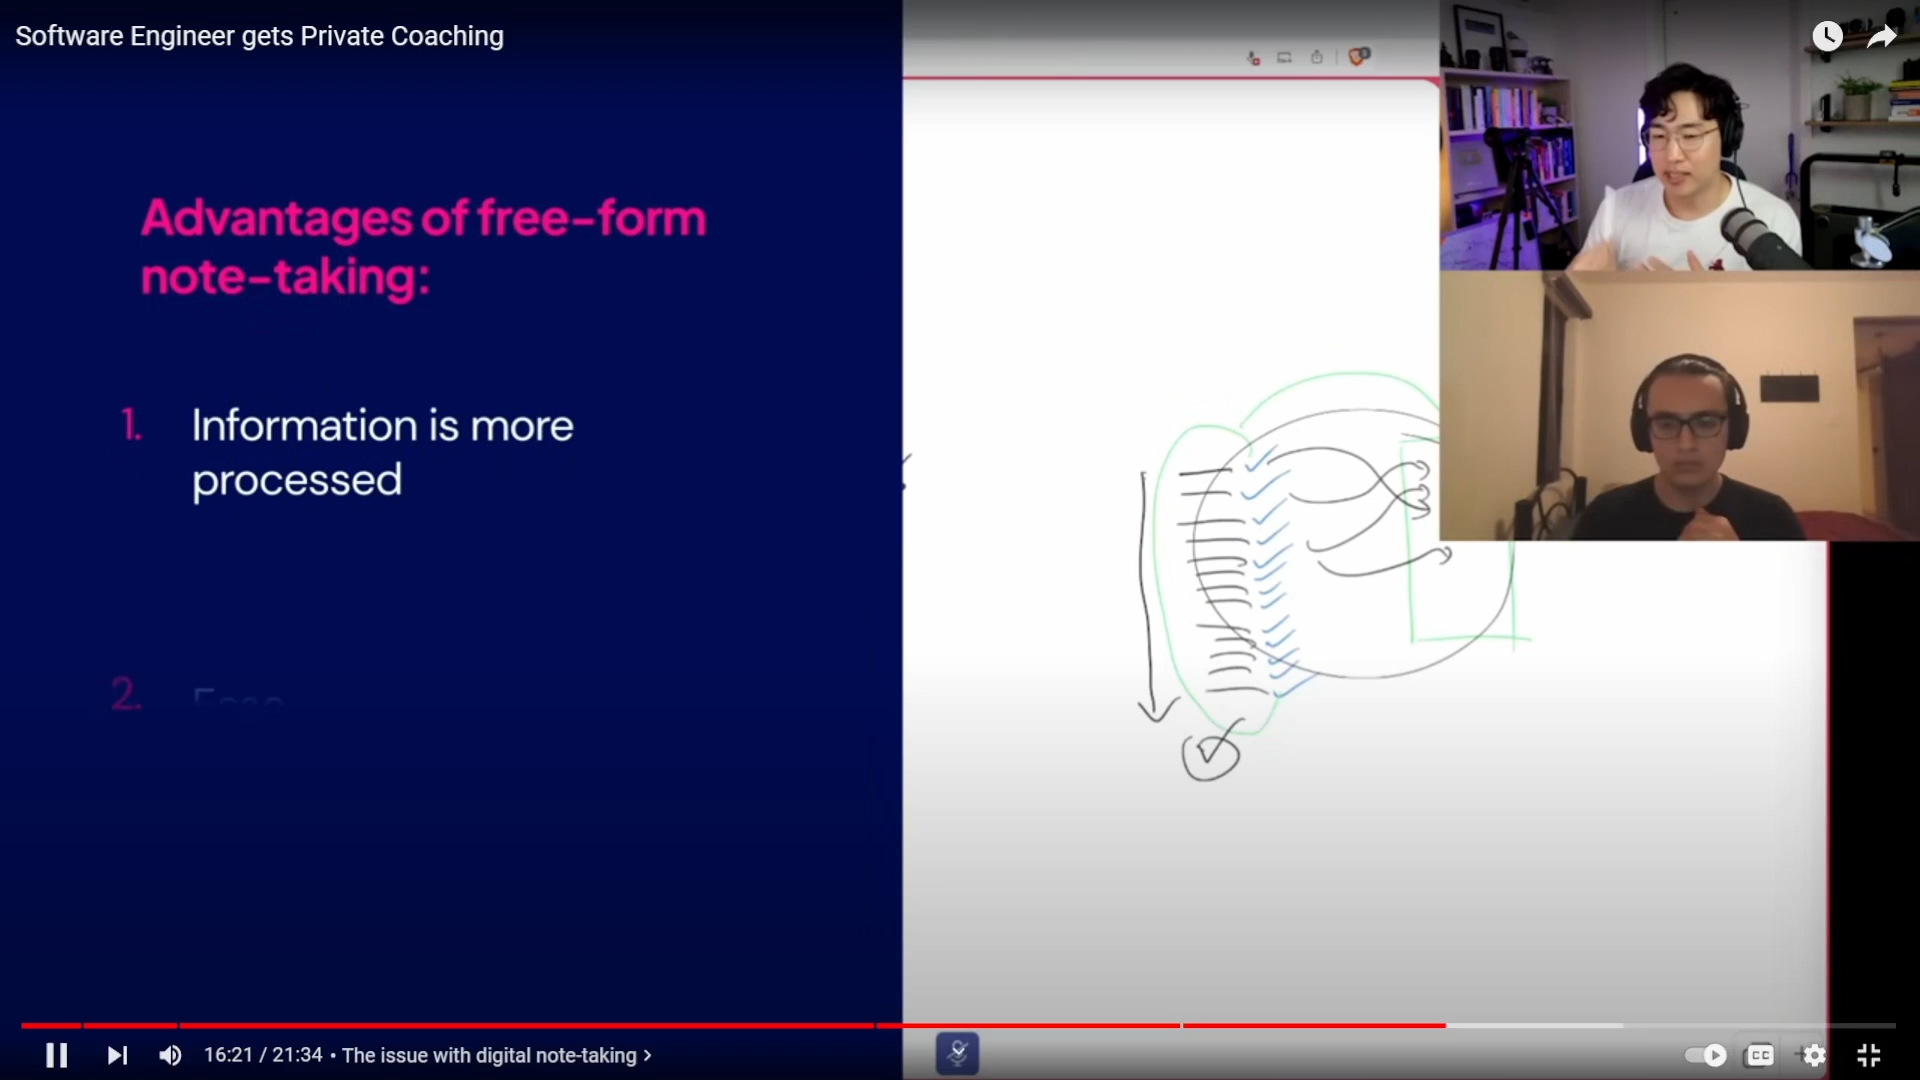 Software Engineer gets Private Coaching
Advantages of free-form
note-taking:
1. Information is more
processed
2.
16:21 / 21:34 • The issue with digital note-taking
CC